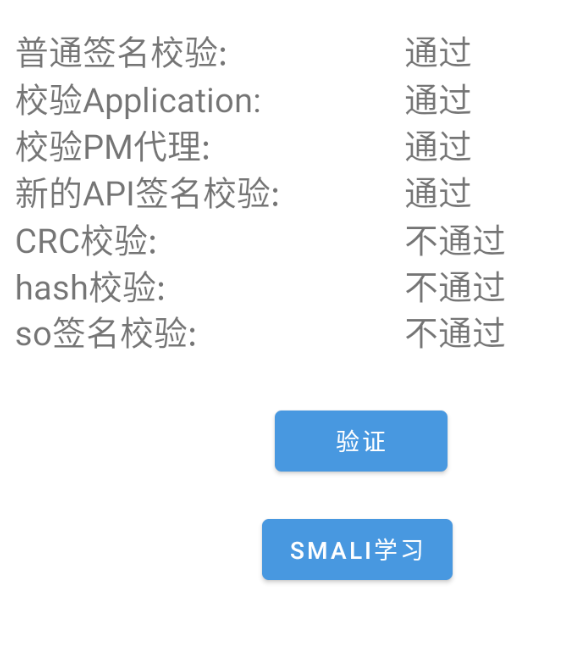 普通签名校验: 通过
校验Application: 通过
校验PM代理: 通过
新的API签名校验: 通过
CRC校验: 不通过
hash校验: 不通过
so签名校验: 不通过
验证
SMALI学习